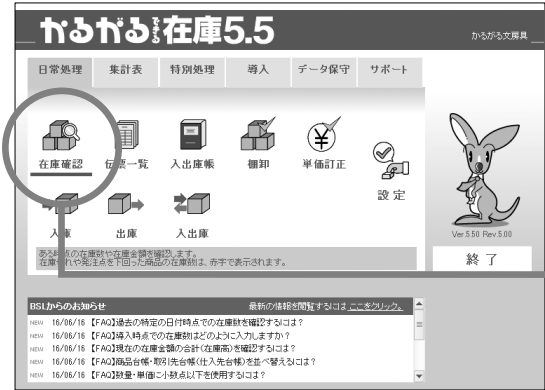 かるがるできる在庫5.5
かるがる文房具
日常処理 集計表 特別処理 導入 データ保守 サポート
在庫確認 伝票一覧 入出庫帳 棚卸 単価訂正
設定
入庫 出庫 入出庫
Ver.5.50 Rev.5.00
終了
ある時点の在庫数や在庫金額を確認します。
在庫切れや発注点を下回った商品の在庫数は、赤字で表示されます。
BSLからのお知らせ 最新の情報を閲覧するには ここをクリック。
NEW 16/06/16 【FAQ】過去の特定の日付時点での在庫数を確認するには?
NEW 16/06/16 【FAQ】導入時点での在庫数はどのように入力しますか?
NEW 16/06/16 【FAQ】現在の在庫金額の合計(在庫高)を確認するには?
NEW 16/06/16 【FAQ】商品台帳・取引先台帳(仕入先台帳)を並べ替えるには?
NEW 16/06/16 【FAQ】数量・単価に小数点以下を使用するには?